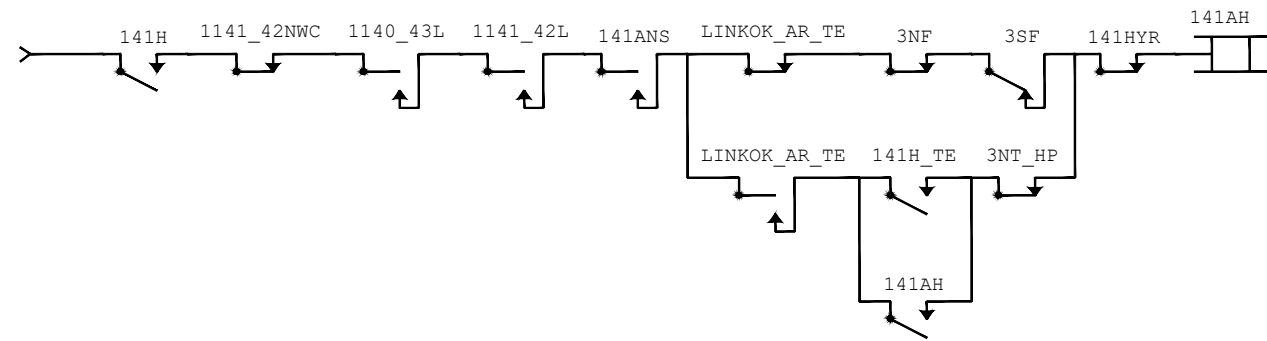 141H 1141_42NWC 1140_43L 1141_42L 141ANS LINKOK_AR_TE 3NF 3SF 141HYR 141AH
LINKOK_AR_TE 141H_TE 3NT_HP
141AH